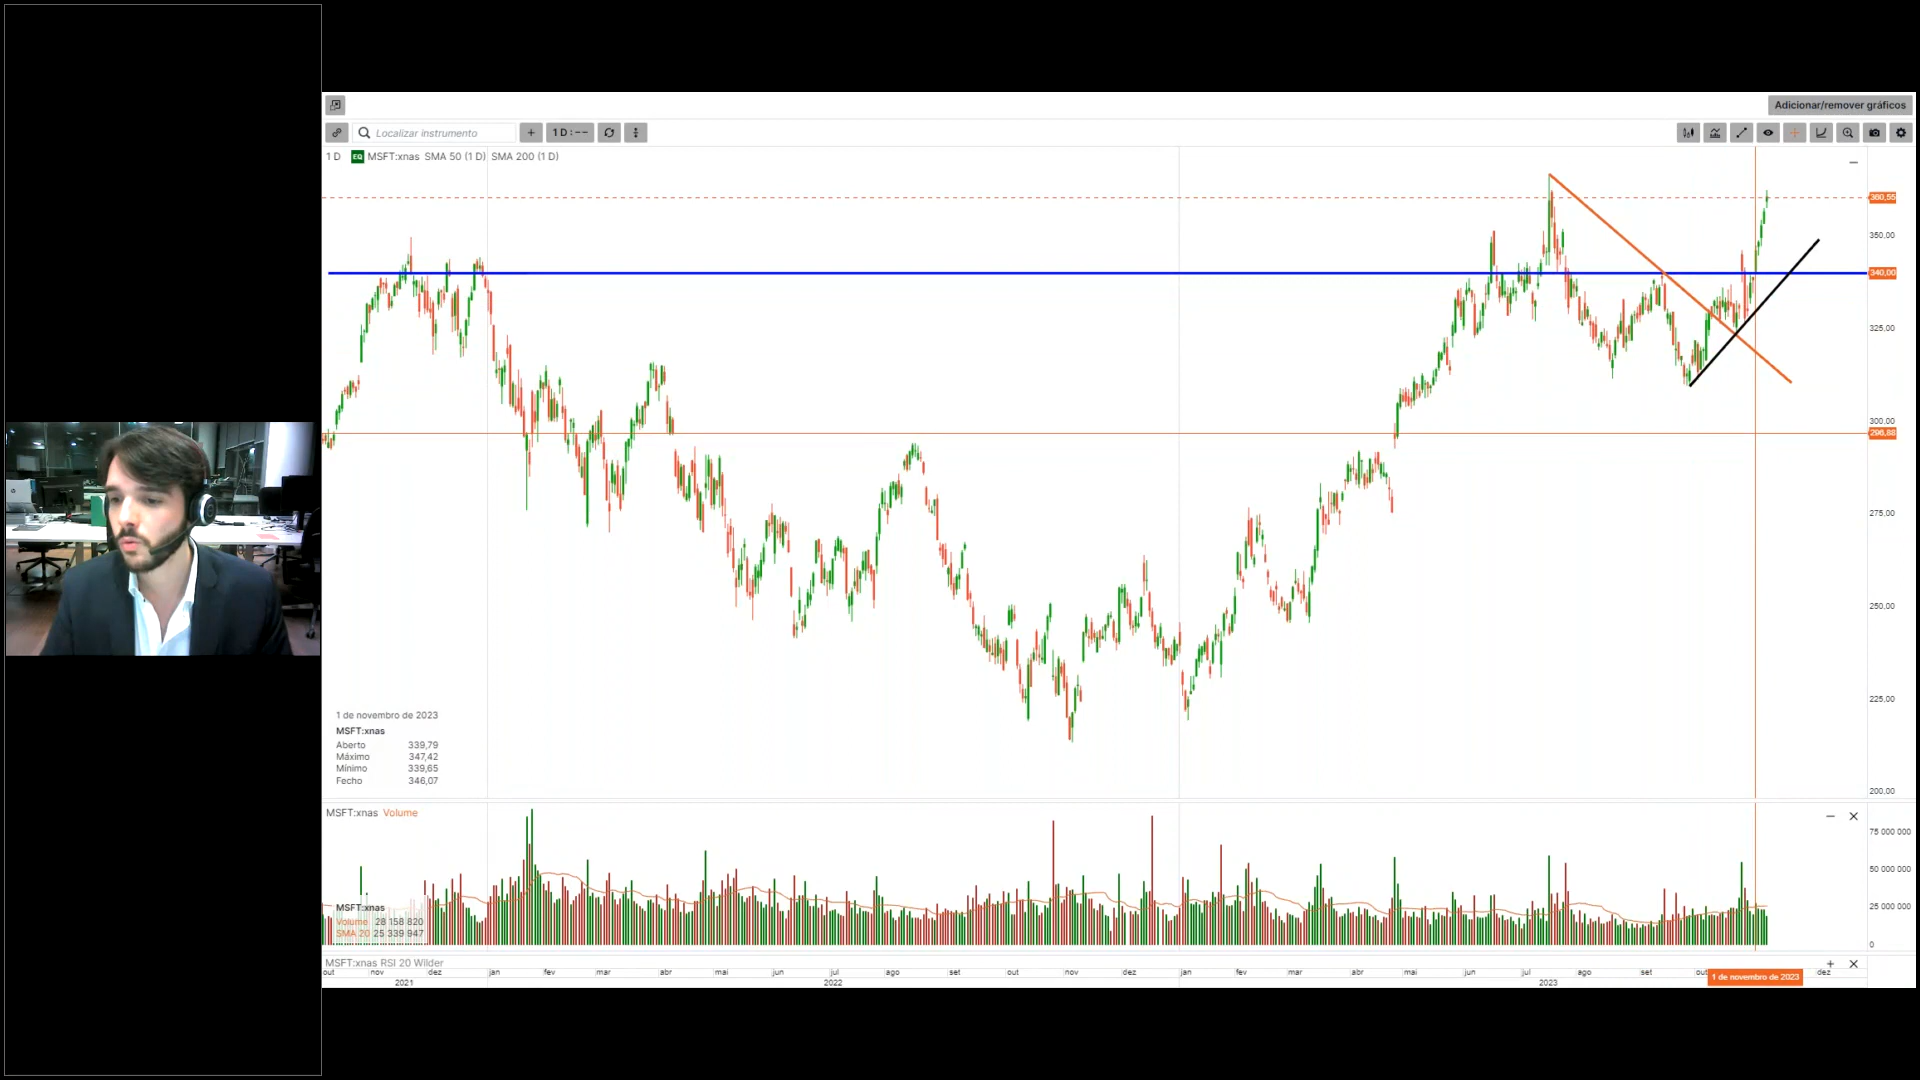 Adicionar/remover gráficos
Localizar instrumento
1 D : − −
1 D EQ MSFT:xnas SMA 50 (1 D) SMA 200 (1 D)
360,55
350.00
340,00
325.00
300.00
296,88
275.00
250.00
225.00
200.00
1 de novembro de 2023
MSFT:xnas
Aberto 339,79
Máximo 347,42
Mínimo 339,65
Fecho 346,07
MSFT:xnas Volume
75 000 000
50 000 000
25 000 000
0
MSFT:xnas
Volume 28 158 820
SMA 20 25 339 947
MSFT:xnas RSI 20 Wilder
out nov dez jan fev mar abr mai jun jul ago set out nov dez jan fev mar abr mai jun jul ago set out 1 de novembro de 2023 dez
2021 2022 2023